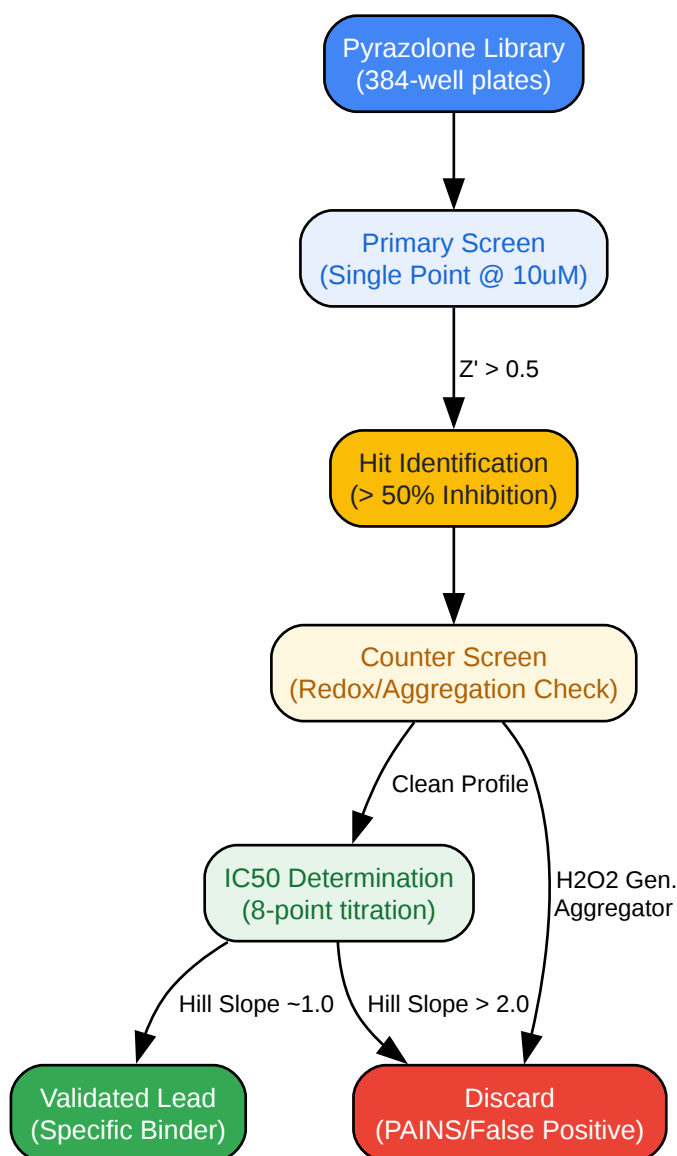 Pyrazolone Library
(384-well plates)
Primary Screen
(Single Point @ 10uM)
Z' > 0.5
Hit Identification
(> 50% Inhibition)
Counter Screen
(Redox/Aggregation Check)
Clean Profile
IC50 Determination
(8-point titration)
H2O2 Gen.
Aggregator
Hill Slope ~1.0
Hill Slope > 2.0
Validated Lead
(Specific Binder)
Discard
(PAINS/False Positive)